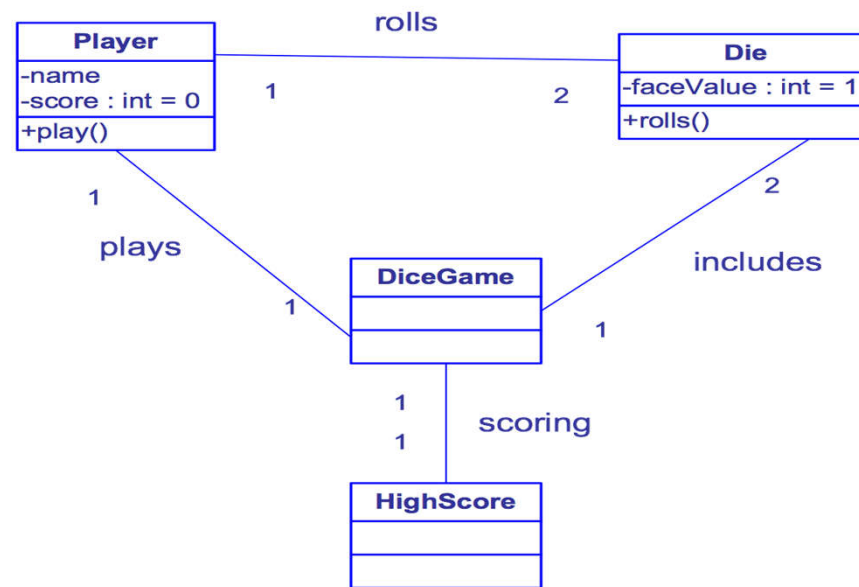 rolls
Player
-name
-score : int = 0
+play()
1
2
Die
-faceValue : int = 1
+rolls()
1
plays
1
2
includes
1
DiceGame
1
scoring
1
HighScore